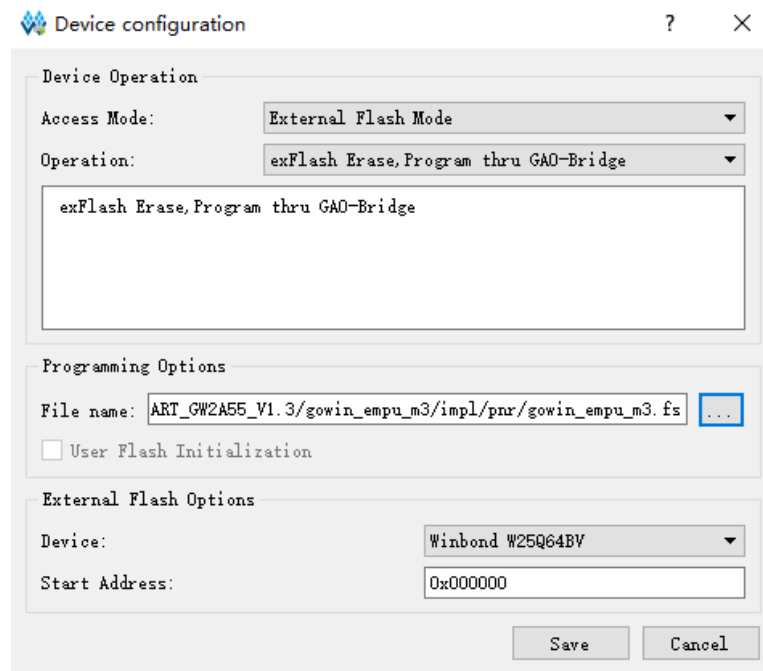 Device configuration
Device Operation
Access Mode: External Flash Mode
Operation: exFlash Erase,Program thru GAO-Bridge
exFlash Erase,Program thru GAO-Bridge
Programming Options
File name: ART_GW2A55_V1.3/gowin_empu_m3/impl/pnr/gowin_empu_m3.fs ...
User Flash Initialization
External Flash Options
Device: Winbond W25Q64BV
Start Address: 0x000000
Save Cancel